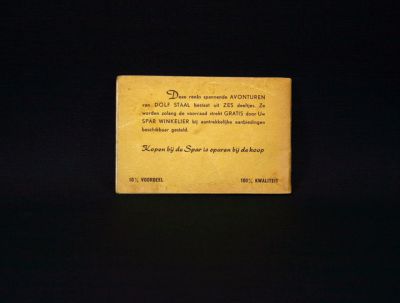 Deze reeks spannende AVONTUREN
van DOLF STAAL bestaat uit ZES deeltjes. Ze
worden zolang de voorraad strekt GRATIS door Uw
SPAR WINKELIER bij aantrekkelijke aanbiedingen
beschikbaar gesteld.
Kopen bij de Spar is sparen bij de koop
10% VOORDEEL
100% KWALITEIT